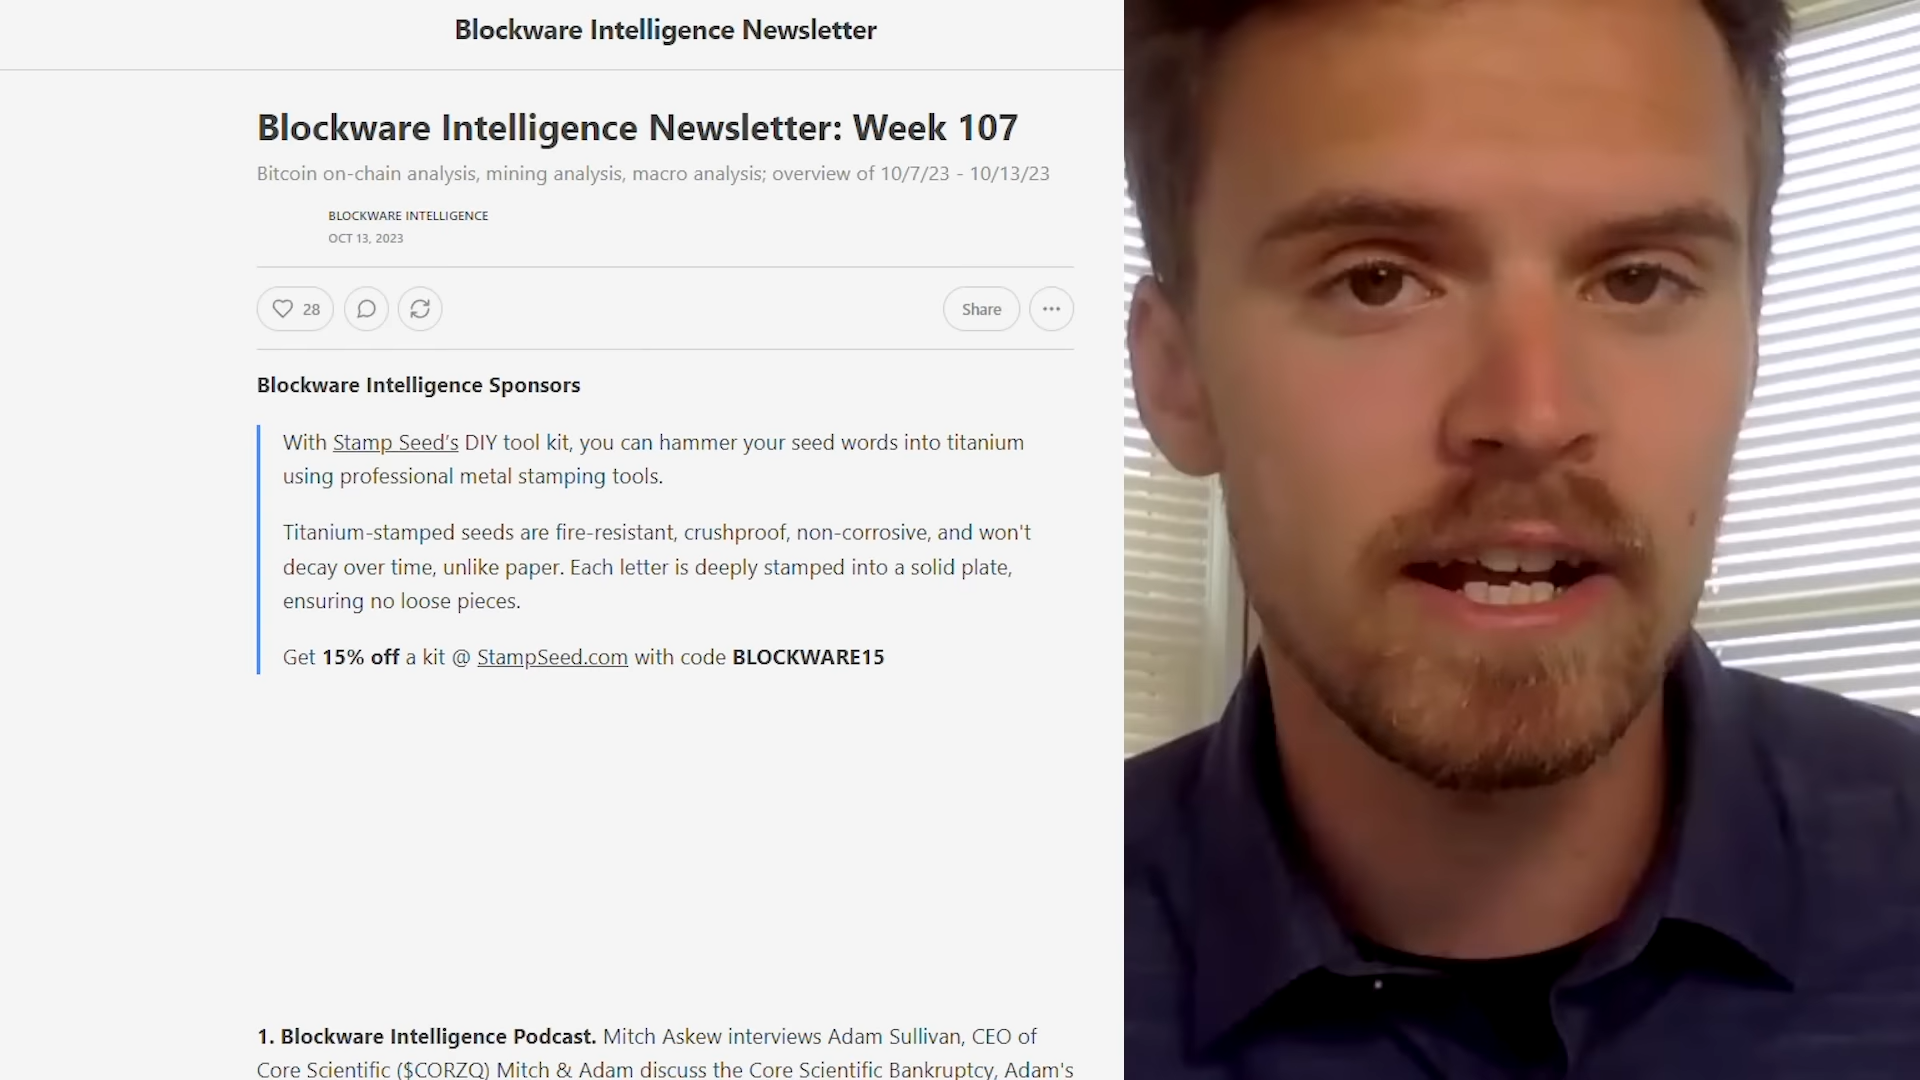 Blockware Intelligence Newsletter
Blockware Intelligence Newsletter: Week 107
Bitcoin on-chain analysis, mining analysis, macro analysis; overview of 10/7/23 - 10/13/23
BLOCKWARE INTELLIGENCE
OCT 13, 2023
28
Share
Blockware Intelligence Sponsors
With Stamp Seed’s DIY tool kit, you can hammer your seed words into titanium
using professional metal stamping tools.
Titanium-stamped seeds are fire-resistant, crushproof, non-corrosive, and won't
decay over time, unlike paper. Each letter is deeply stamped into a solid plate,
ensuring no loose pieces.
Get 15% off a kit @ StampSeed.com with code BLOCKWARE15
1. Blockware Intelligence Podcast. Mitch Askew interviews Adam Sullivan, CEO of
Core Scientific ($CORZQ) Mitch & Adam discuss the Core Scientific Bankruptcy, Adam's